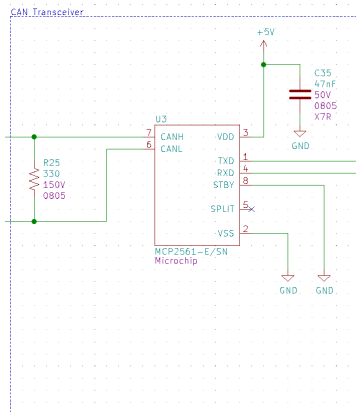 CAN Transceiver
+5V
C35
47nF
50V
0805
X7R
GND
U3
7 CANH VDD 3
6 CANL
TXD 1
RXD 4
STBY 8
SPLIT 5
VSS 2
R25
330
150V
0805
MCP2561-E/SN
Microchip
GND GND